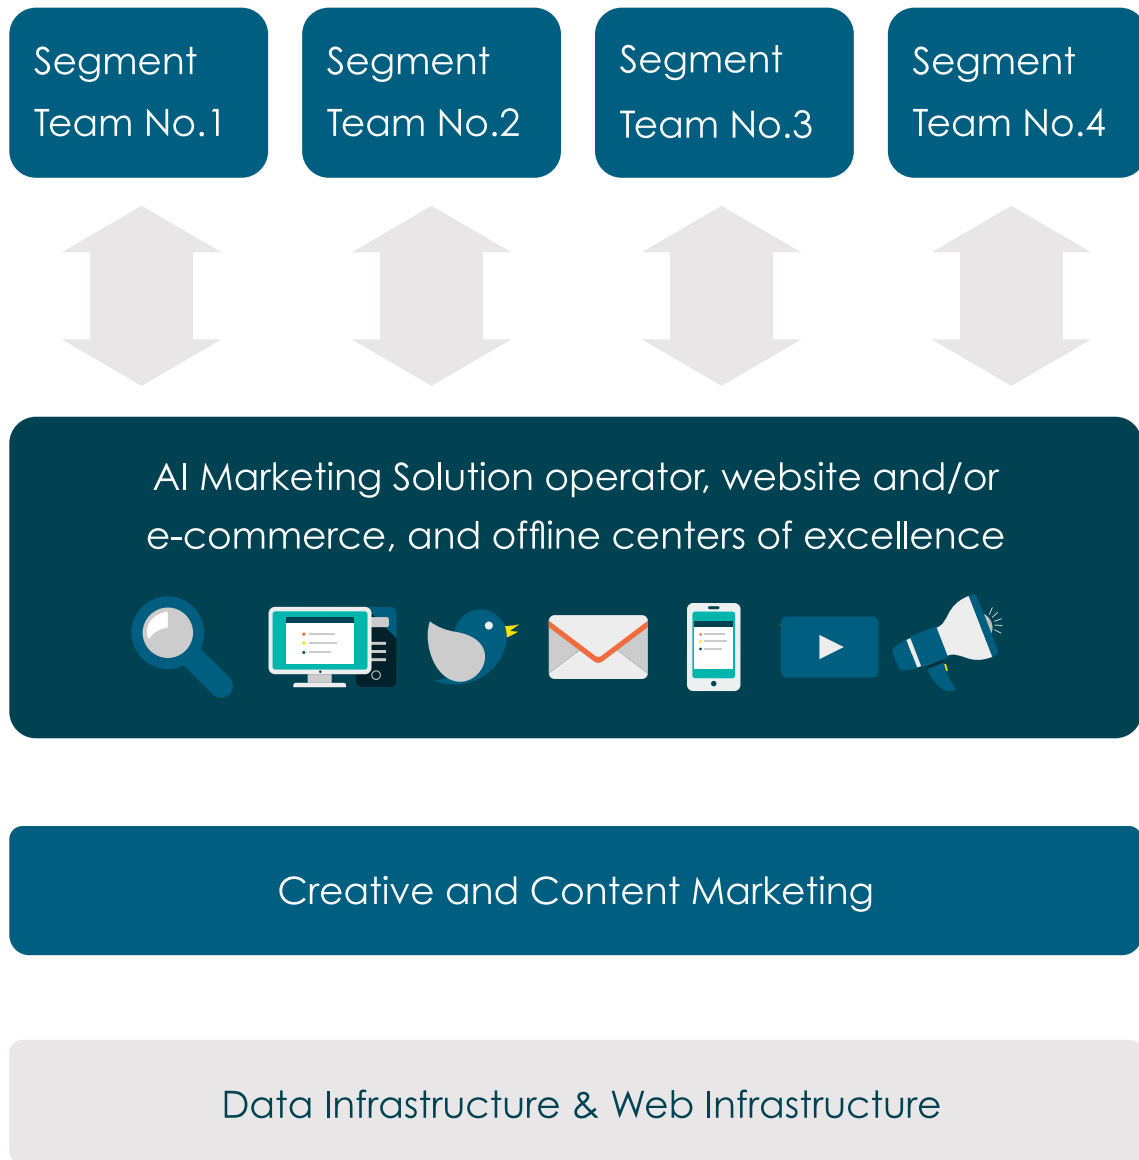 Segment
Team No.1
Segment
Team No.2
Segment
Team No.3
Segment
Team No.4
AI Marketing Solution operator, website and/or
e-commerce, and offline centers of excellence
Creative and Content Marketing
Data Infrastructure & Web Infrastructure